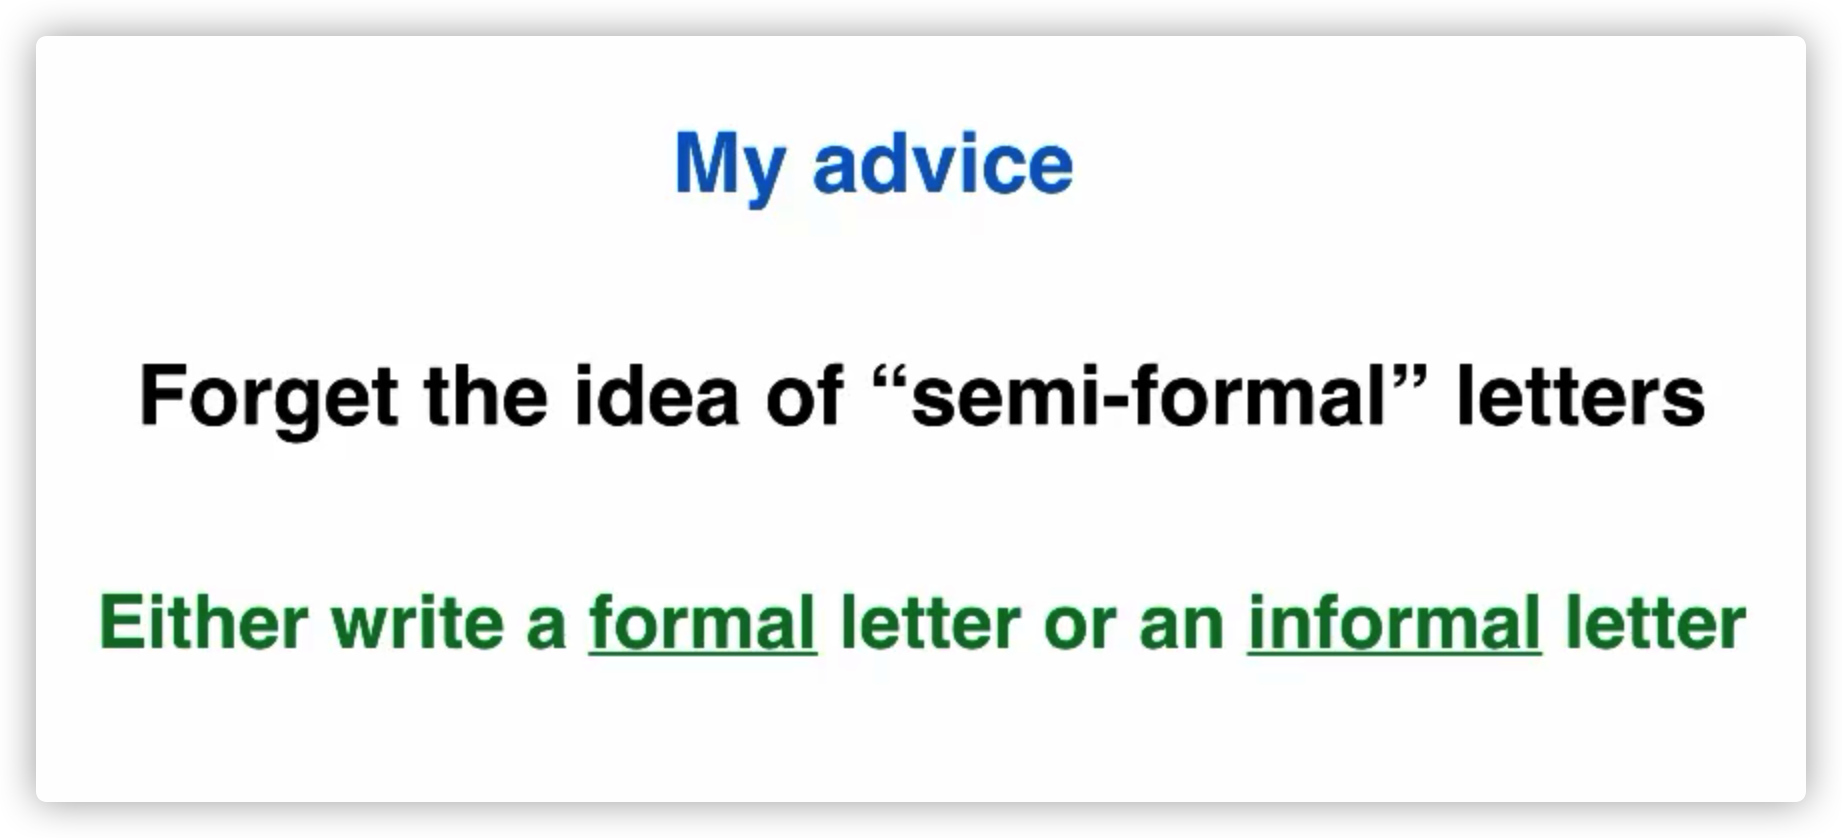 My advice
Forget the idea of “semi-formal” letters
Either write a formal letter or an informal letter